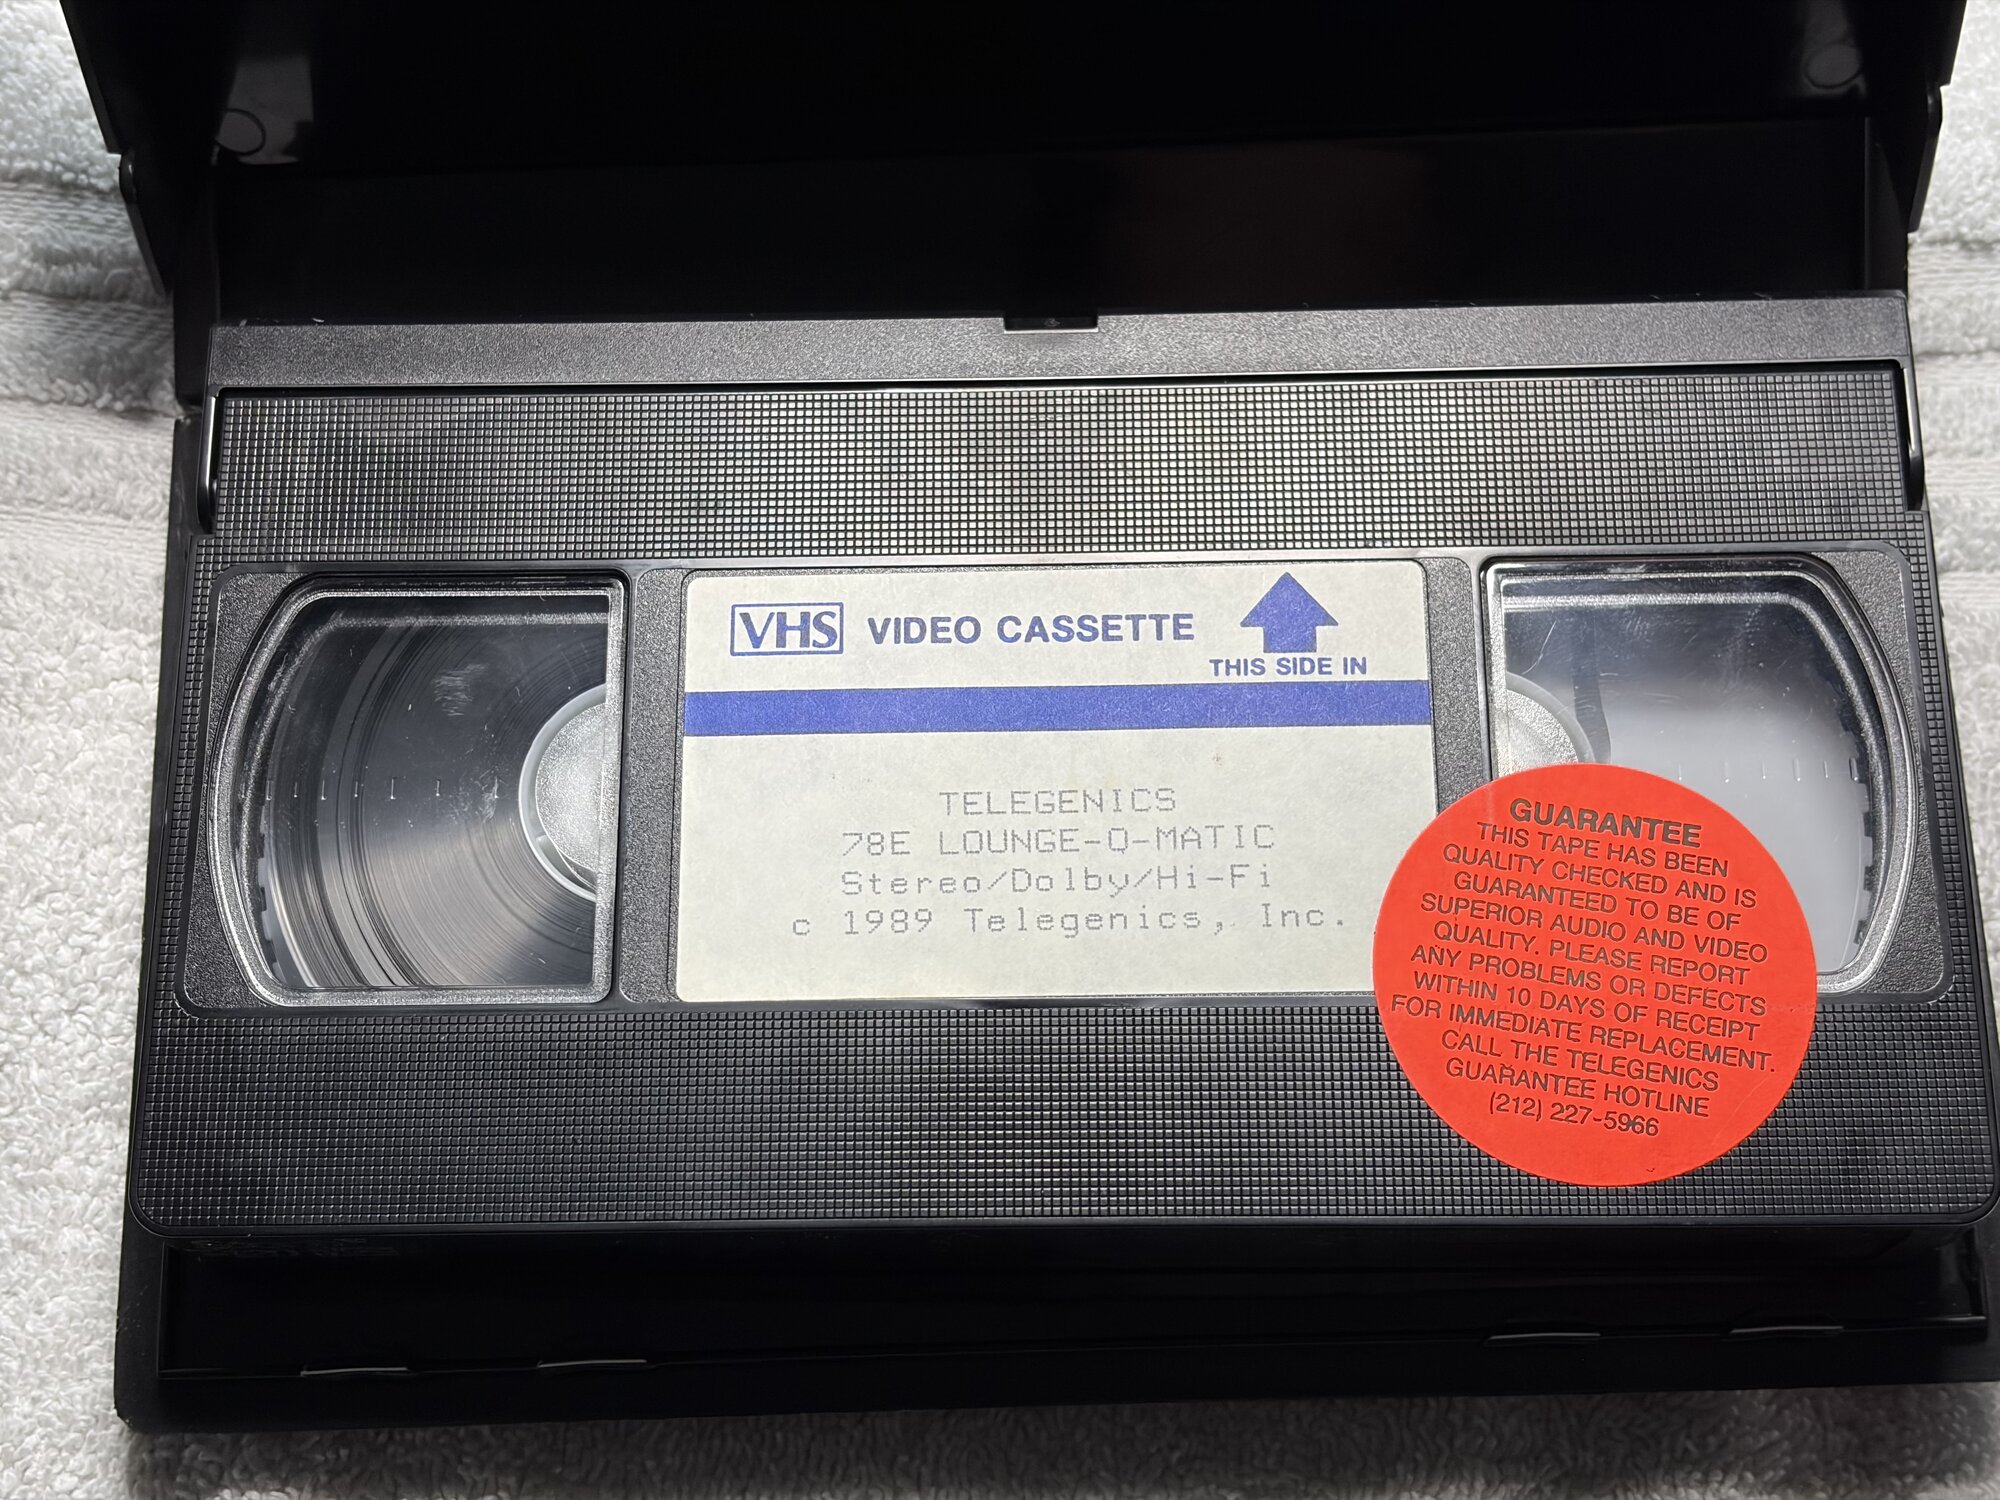 VHS VIDEO CASSETTE
THIS SIDE IN
TELEGENICS
78E LOUNGE-O-MATIC
Stereo/Dolby/Hi-Fi
c 1989 Telegenics, Inc.
GUARANTEE
THIS TAPE HAS BEEN
QUALITY CHECKED AND IS
GUARANTEED TO BE OF
SUPERIOR AUDIO AND VIDEO
QUALITY. PLEASE REPORT
ANY PROBLEMS OR DEFECTS
WITHIN 10 DAYS OF RECEIPT
FOR IMMEDIATE REPLACEMENT.
CALL THE TELEGENICS
GUARANTEE HOTLINE
(212) 227-5966